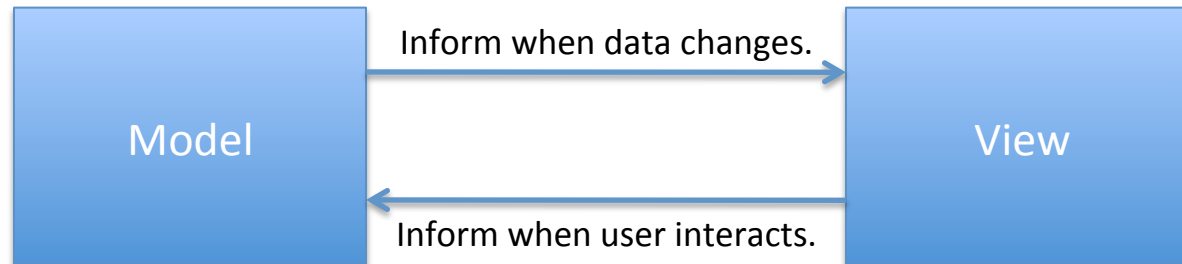 Inform when data changes.
Model
View
Inform when user interacts.